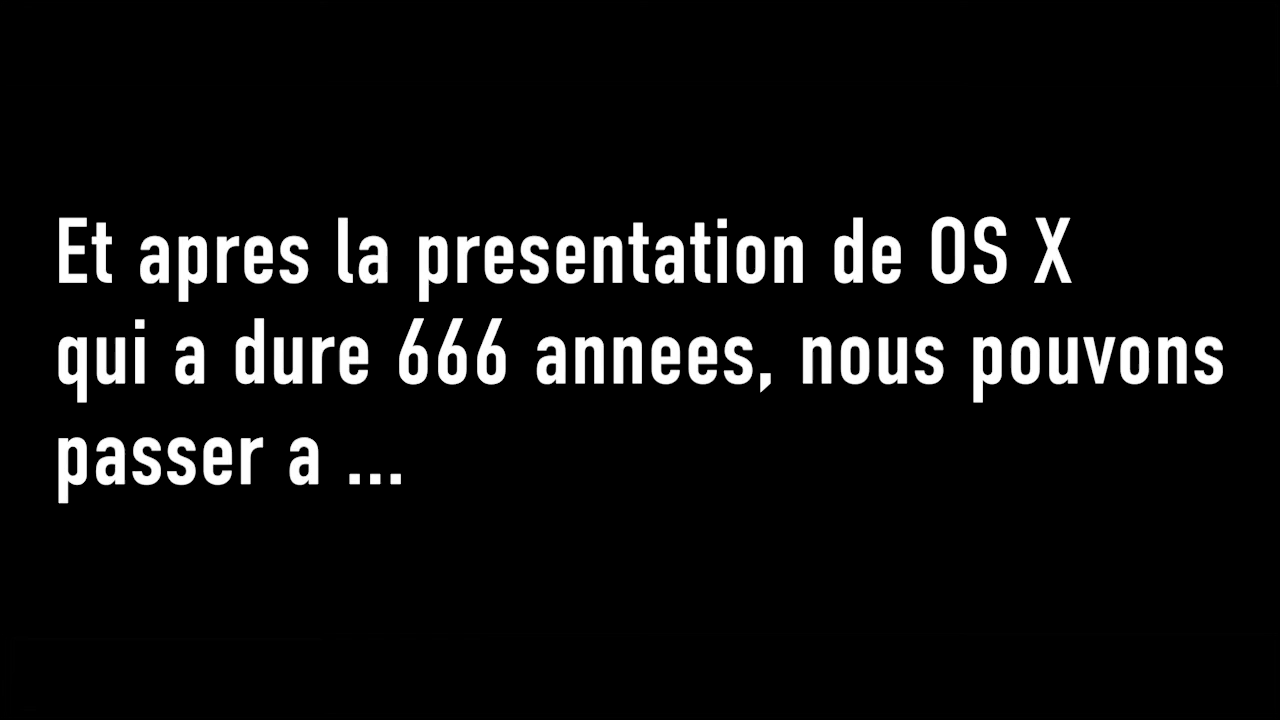 Et apres la presentation de OS X
qui a dure 666 annees, nous pouvons
passer a ...